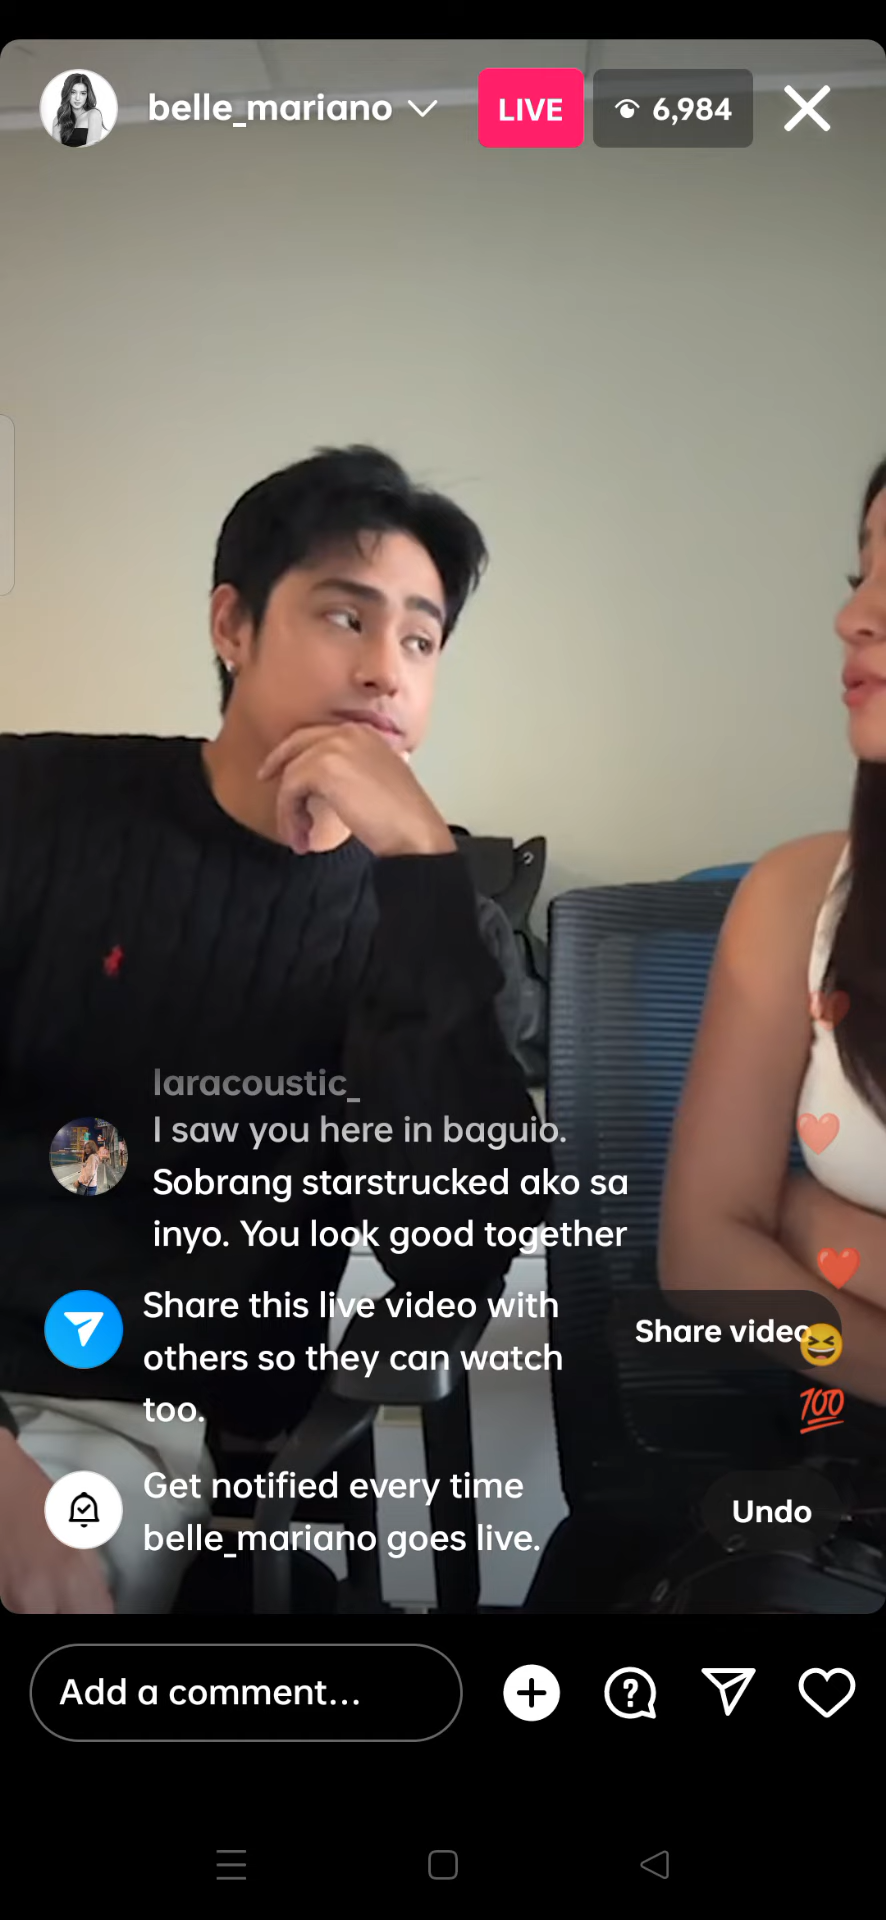 belle_mariano
LIVE
6,984
laracoustic_
I saw you here in baguio.
Sobrang starstrucked ako sa
inyo. You look good together
Share this live video with
others so they can watch
too.
Share video
💯
Get notified every time
belle_mariano goes live.
Undo
Add a comment...